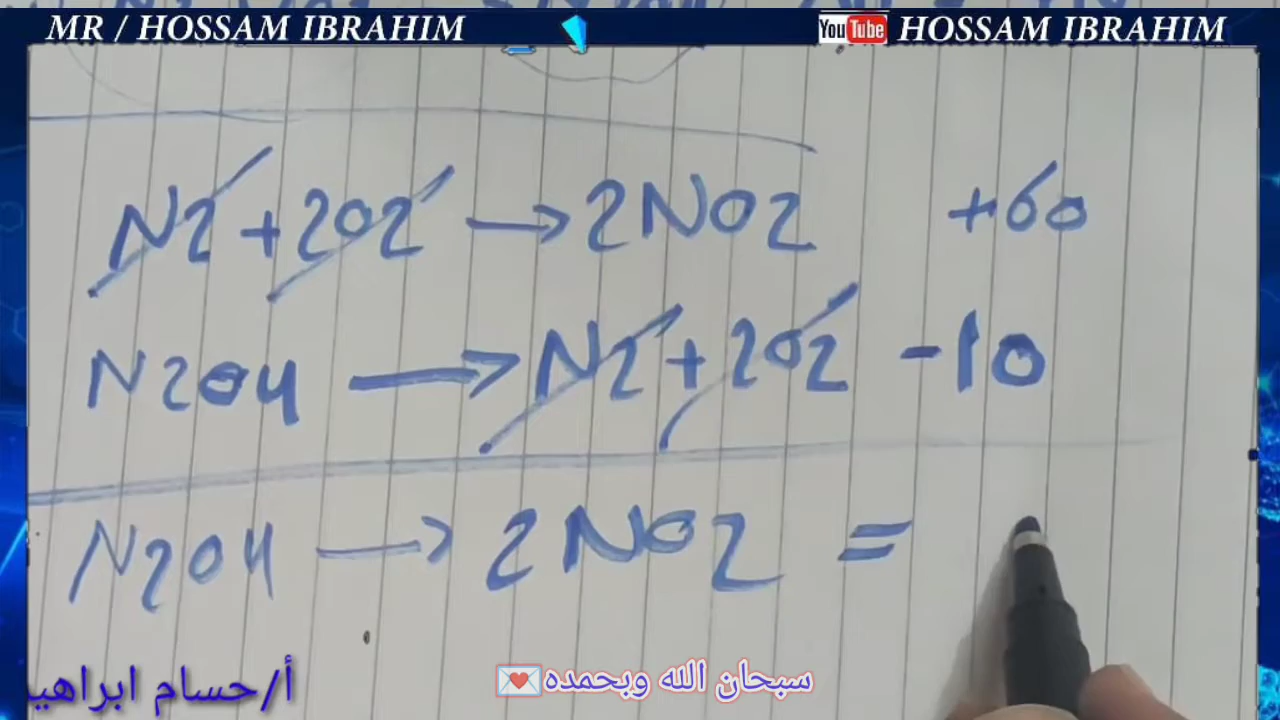 MR / HOSSAM IBRAHIM
YouTube HOSSAM IBRAHIM
N2 + 2O2 → 2NO2 +60
N2O4 → N2 + 2O2 -10
N2O4 → 2NO2 =
أ/حسام ابراهي
سبحان الله وبحمده💌